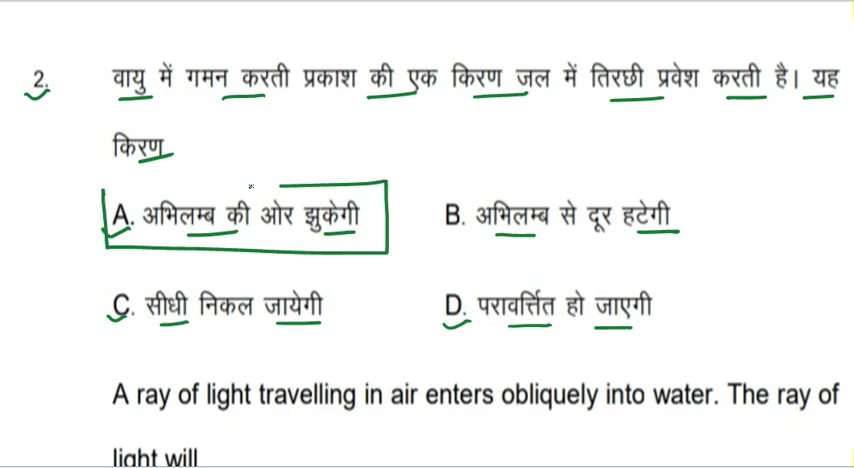 2. वायु में गमन करती प्रकाश की एक किरण जल में तिरछी प्रवेश करती है। यह
किरण
A. अभिलम्ब की ओर झुकेगी B. अभिलम्ब से दूर हटेगी
C. सीधी निकल जायेगी D. परावर्त्तित हो जाएगी
A ray of light travelling in air enters obliquely into water. The ray of
light will